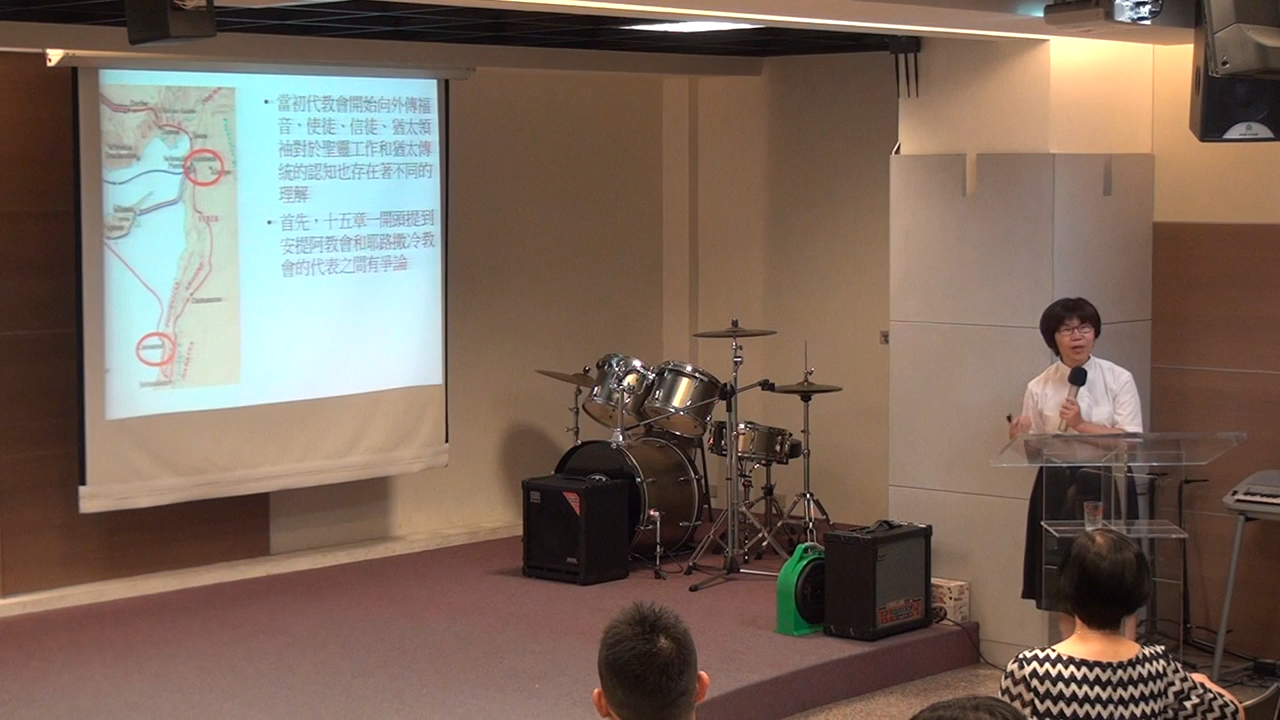 • 當初代教會開始向外傳福
音，使徒、信徒、猶太領
袖對於聖靈工作和猶太傳
統的認知也存在著不同的
理解
• 首先，十五章一開頭提到
安提阿教會和耶路撒冷教
會的代表之間有爭論